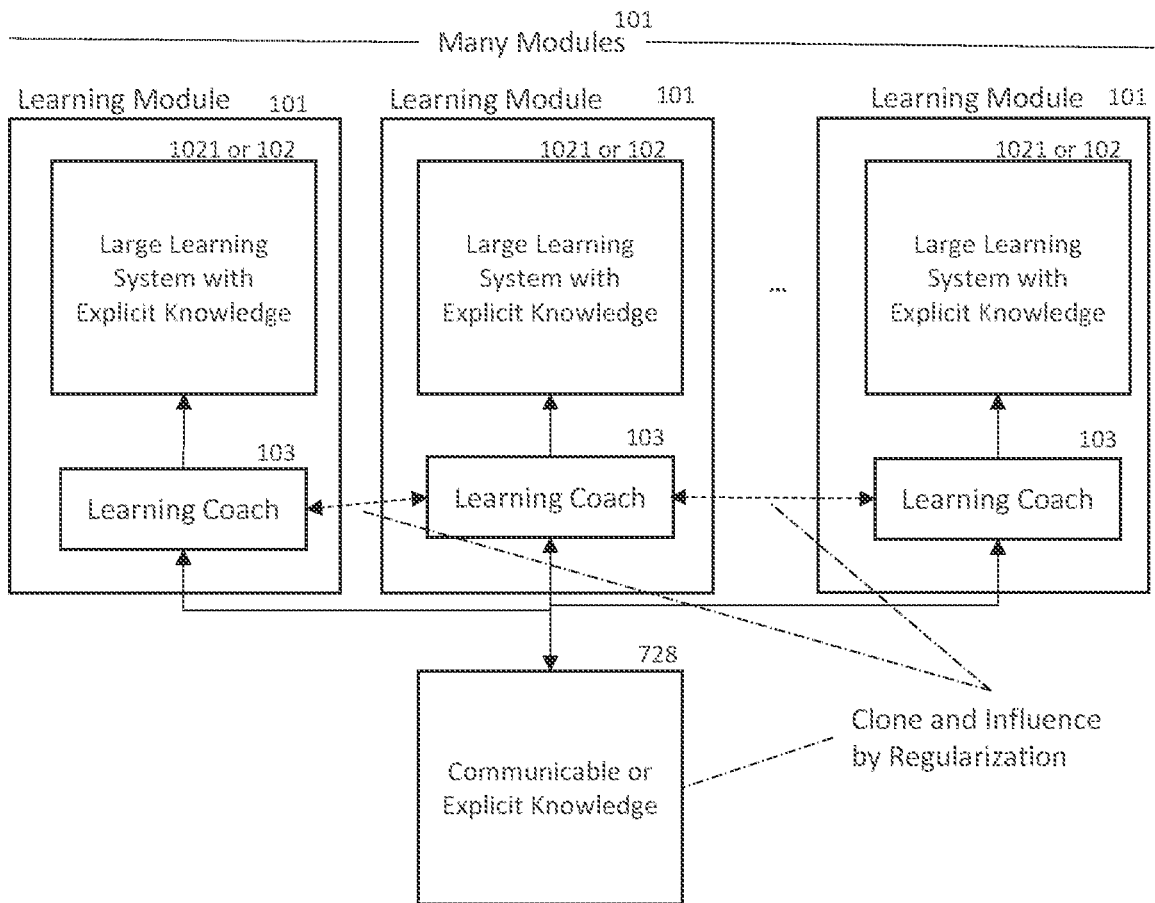 101
Many Modules
Learning Module 101
Learning Module 101
Learning Module 101
1021 or 102
1021 or 102
1021 or 102
Large Learning
System with
Explicit Knowledge
Large Learning
System with
Explicit Knowledge
...
Large Learning
System with
Explicit Knowledge
103
103
103
Learning Coach
Learning Coach
Learning Coach
728
Communicable or
Explicit Knowledge
Clone and Influence
by Regularization